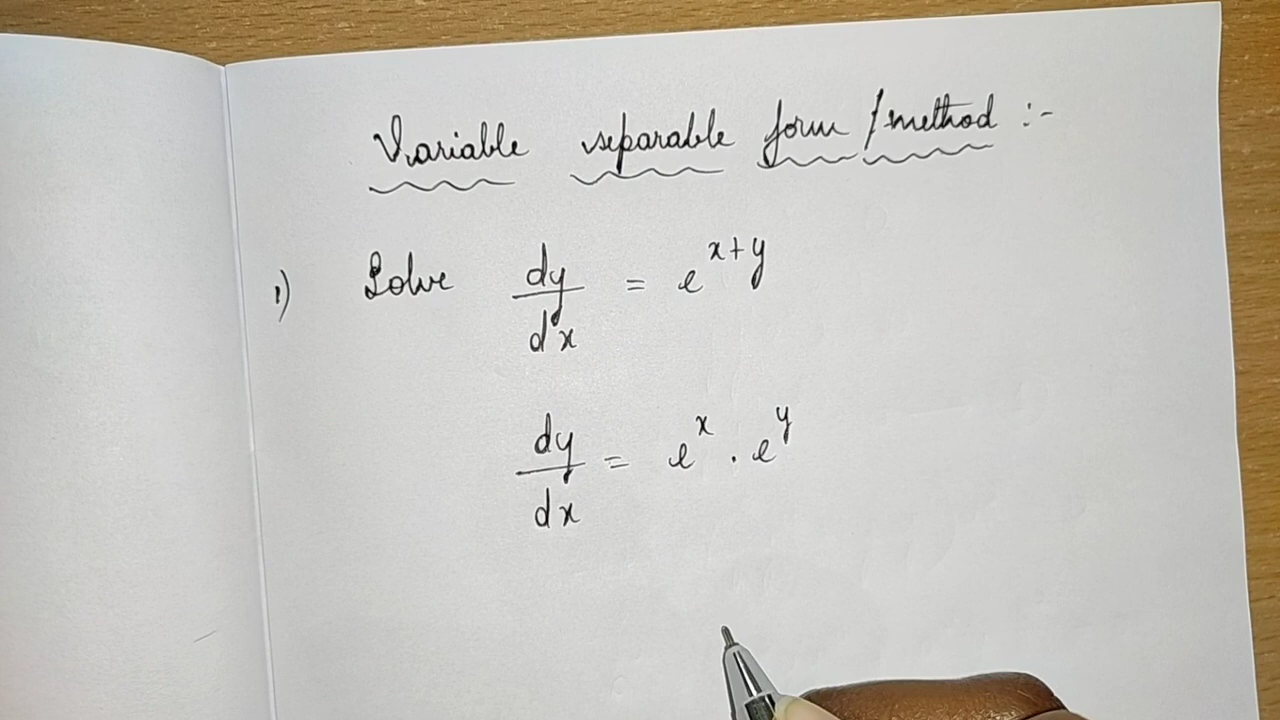 Variable separable form / method :-
1) Solve dy/dx = e^{x+y}
dy/dx = e^x . e^y